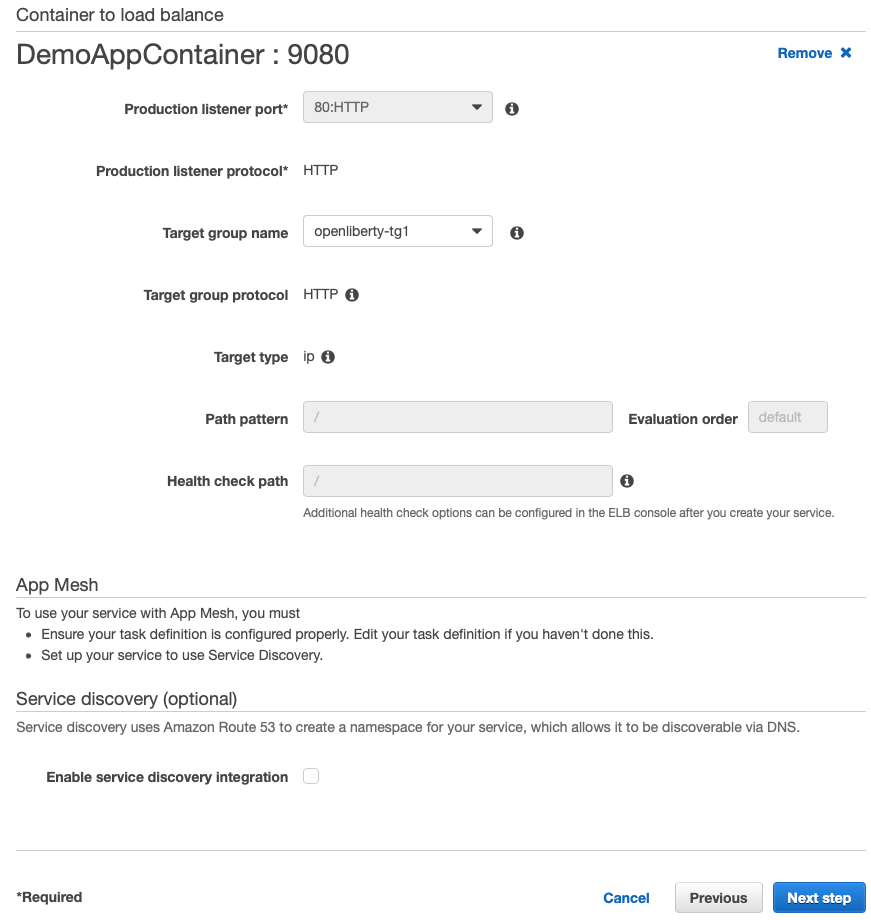 Container to load balance
DemoAppContainer : 9080
Remove ✖
Production listener port* 80:HTTP
Production listener protocol* HTTP
Target group name openliberty-tg1
Target group protocol HTTP
Target type ip
Path pattern / Evaluation order default
Health check path /
Additional health check options can be configured in the ELB console after you create your service.
App Mesh
To use your service with App Mesh, you must
• Ensure your task definition is configured properly. Edit your task definition if you haven't done this.
• Set up your service to use Service Discovery.
Service discovery (optional)
Service discovery uses Amazon Route 53 to create a namespace for your service, which allows it to be discoverable via DNS.
Enable service discovery integration
*Required Cancel Previous Next step